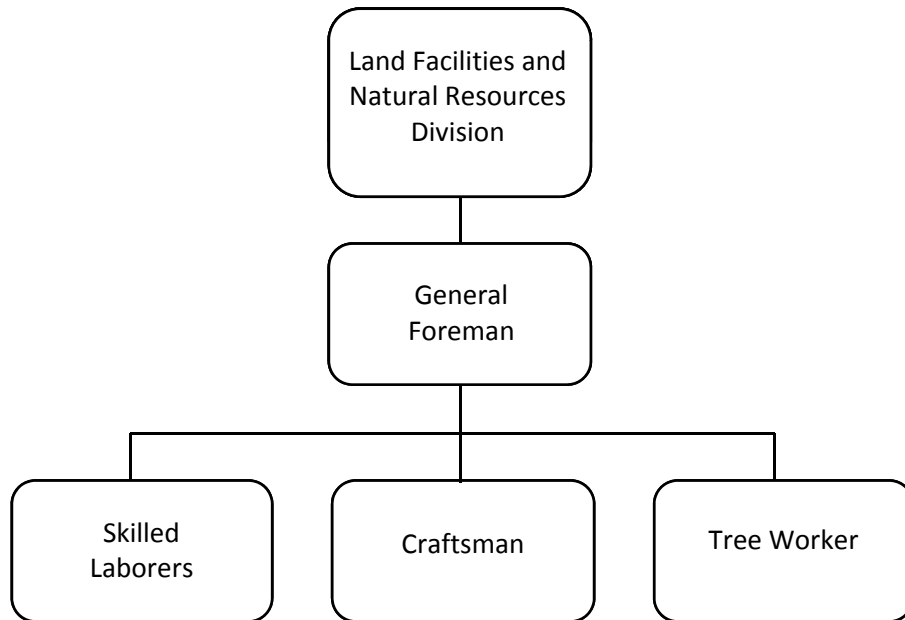 Land Facilities and
Natural Resources
Division
General
Foreman
Skilled
Laborers
Craftsman
Tree Worker